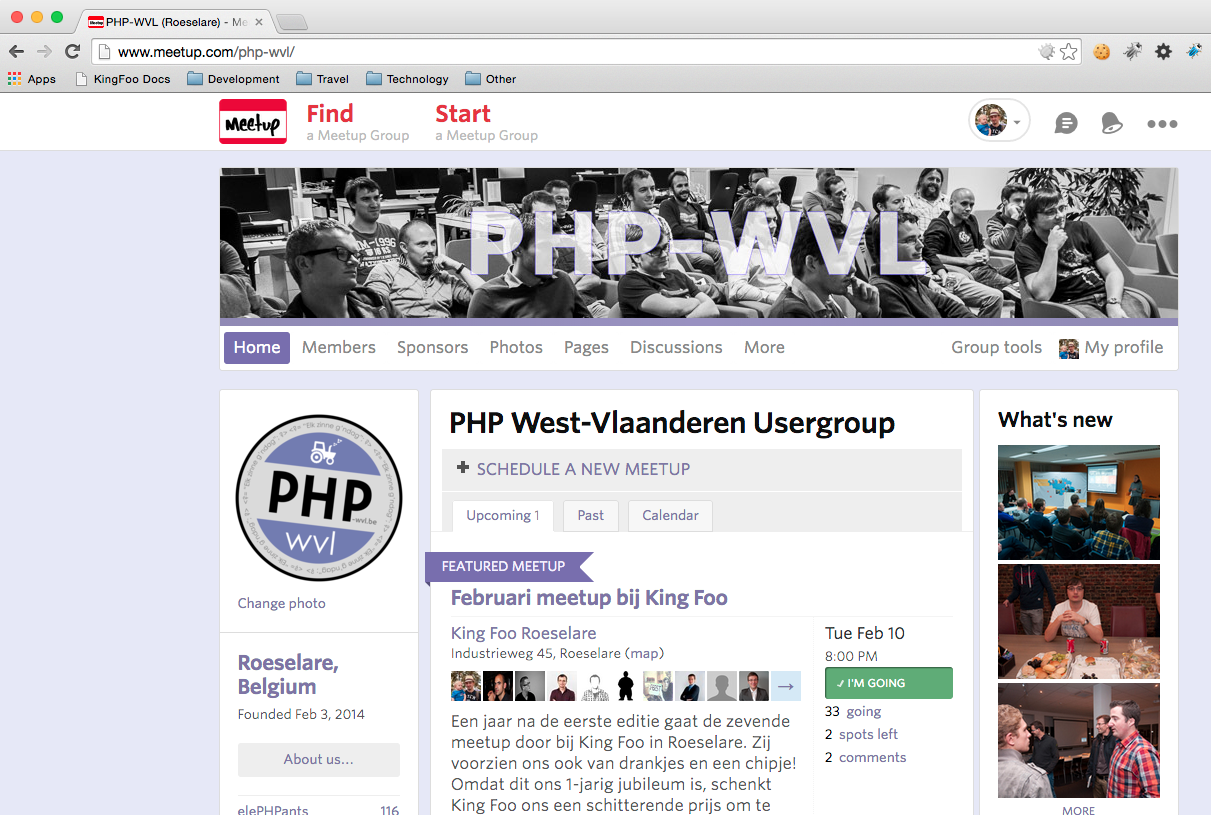 PHP-WVL (Roeselare) - Me
www.meetup.com/php-wvl/
Apps KingFoo Docs Development Travel Technology Other
Meetup
Find
a Meetup Group
Start
a Meetup Group
PHP-WVL
Home Members Sponsors Photos Pages Discussions More Group tools My profile
"Elk zinne g'ndog"
PHP
-wvl.be
wvl
Change photo
Roeselare,
Belgium
Founded Feb 3, 2014
About us...
elePHPants 116
PHP West-Vlaanderen Usergroup
+ SCHEDULE A NEW MEETUP
Upcoming 1 Past Calendar
FEATURED MEETUP
Februari meetup bij King Foo
King Foo Roeselare
Industrieweg 45, Roeselare (map)
→
Een jaar na de eerste editie gaat de zevende
meetup door bij King Foo in Roeselare. Zij
voorzien ons ook van drankjes en een chipje!
Omdat dit ons 1-jarig jubileum is, schenkt
King Foo ons een schitterende prijs om te
Tue Feb 10
8:00 PM
✓ I'M GOING
33 going
2 spots left
2 comments
What's new
MORE